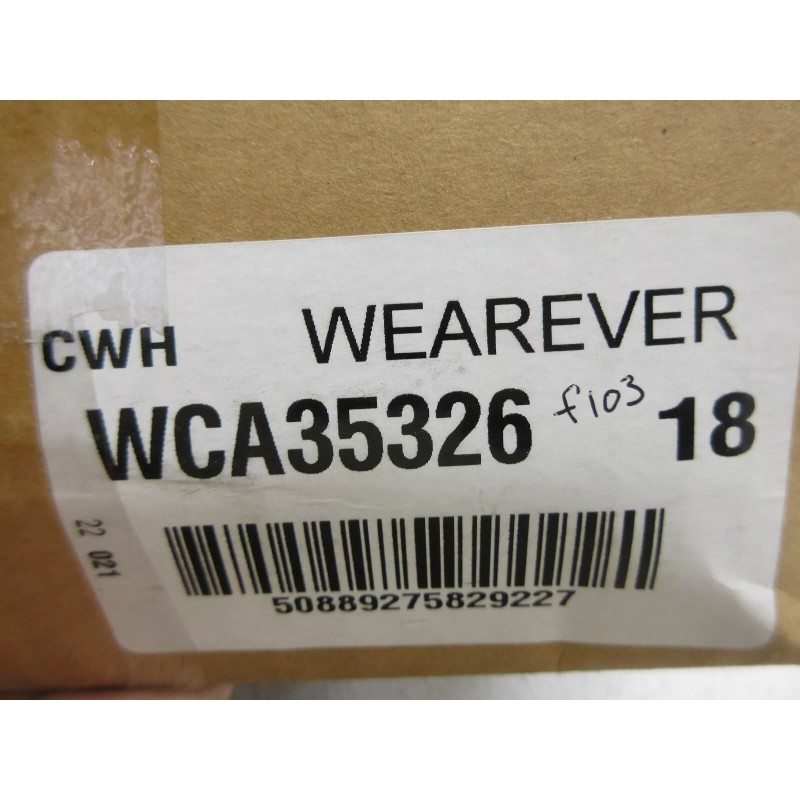 CWH WEAREVER
WCA35326 f103 18
22 021
50889275829227